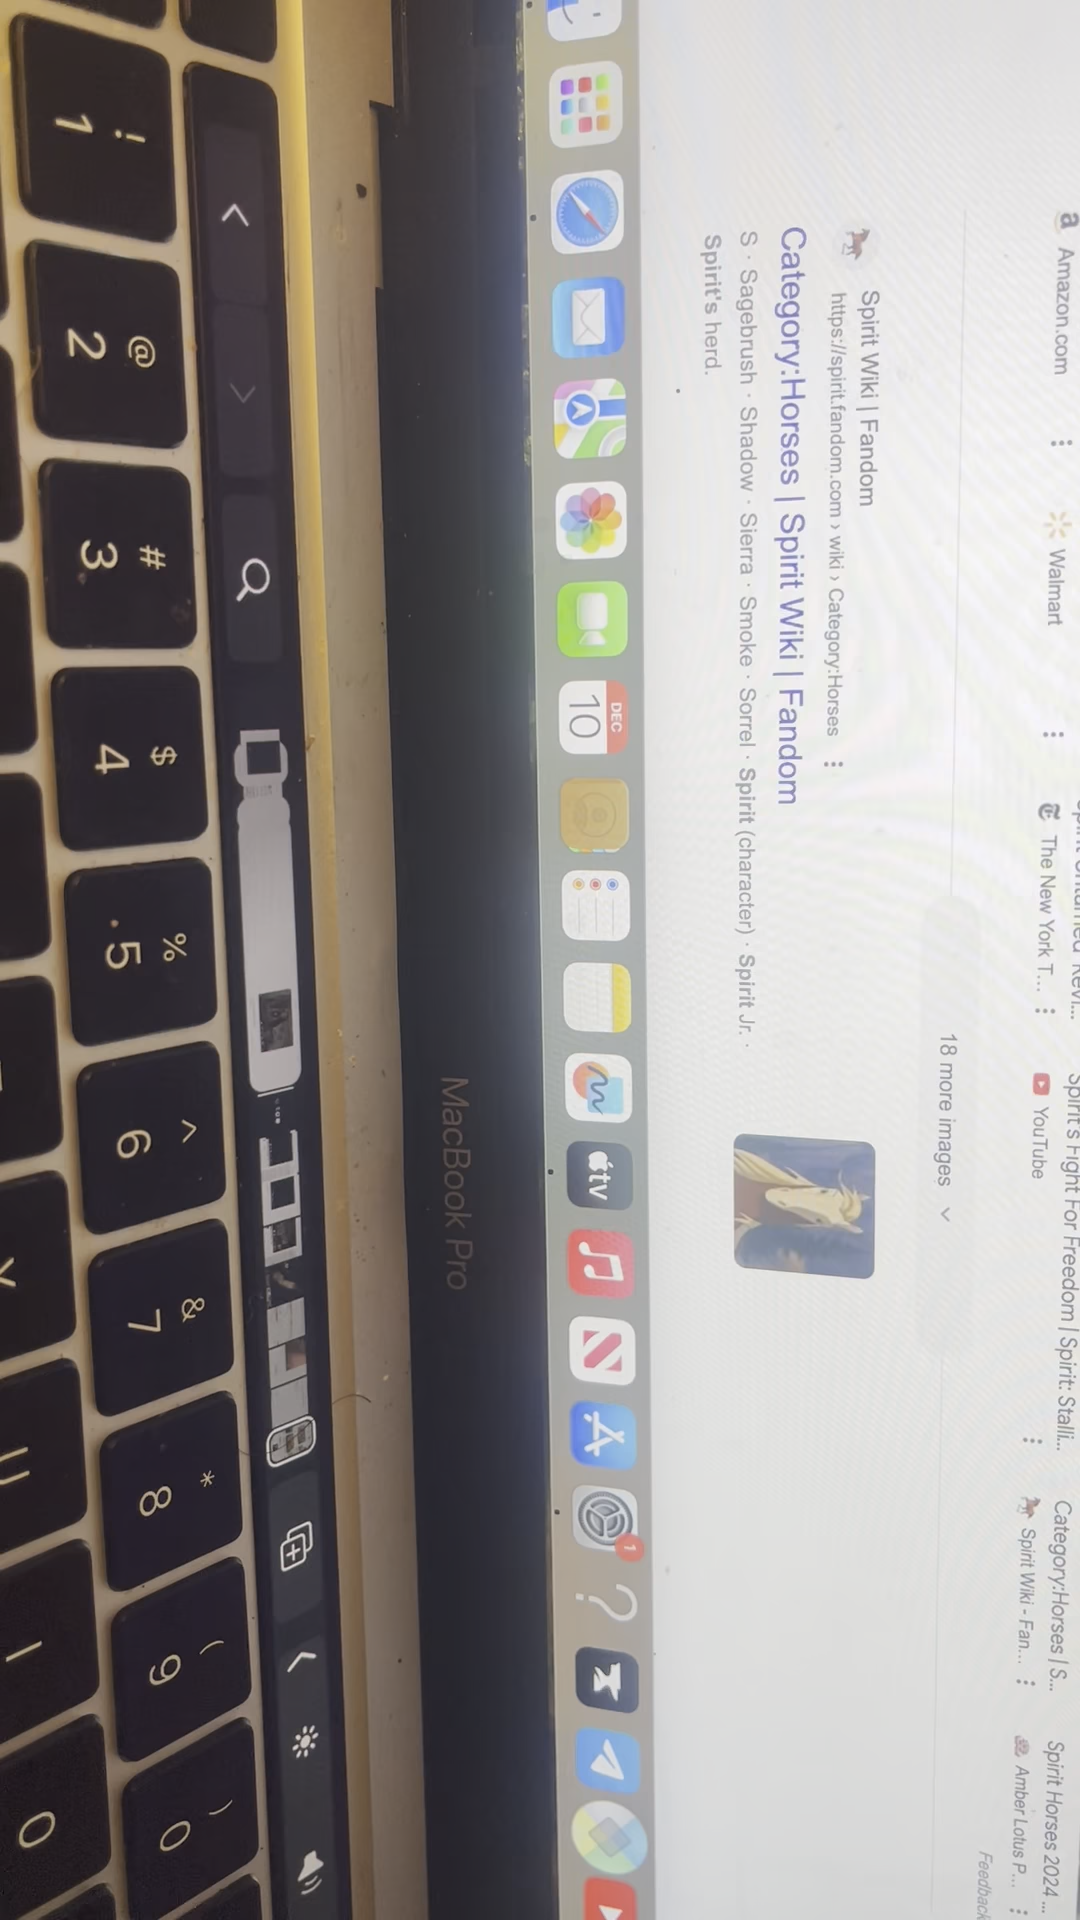 Spirit's Fight For Freedom | Spirit: Stalli...
Category:Horses | S...
Spirit Horses 2024 ...
a Amazon.com
Walmart
The New York T...
YouTube
Spirit Wiki - Fan...
Amber Lotus P...
18 more images
Feedback
Spirit Wiki | Fandom
https://spirit.fandom.com › wiki › Category:Horses
Category:Horses | Spirit Wiki | Fandom
S · Sagebrush · Shadow · Sierra · Smoke · Sorrel · Spirit (character) · Spirit Jr. ·
Spirit's herd.
DEC
10
tv
1
?
MacBook Pro
! @ # $ % ^ & * ( )
1 2 3 4 5 6 7 8 9 0
U I O